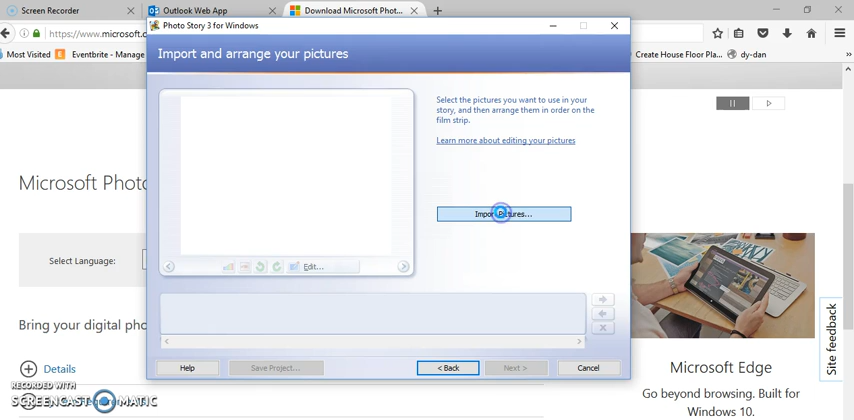 Screen Recorder
Outlook Web App
Download Microsoft Phot...
Photo Story 3 for Windows
https://www.microsoft.c
Most Visited
Eventbrite - Manage
Create House Floor Pla...
dy-dan
Import and arrange your pictures
Select the pictures you want to use in your
story, and then arrange them in order on the
film strip.
Learn more about editing your pictures
Import Pictures...
Edit...
Help
Save Project...
< Back
Next >
Cancel
Microsoft Phot
Select Language:
Bring your digital pho
Details
RECORDED WITH
SCREENCAST MATIC
Microsoft Edge
Go beyond browsing. Built for
Windows 10.
Site feedback